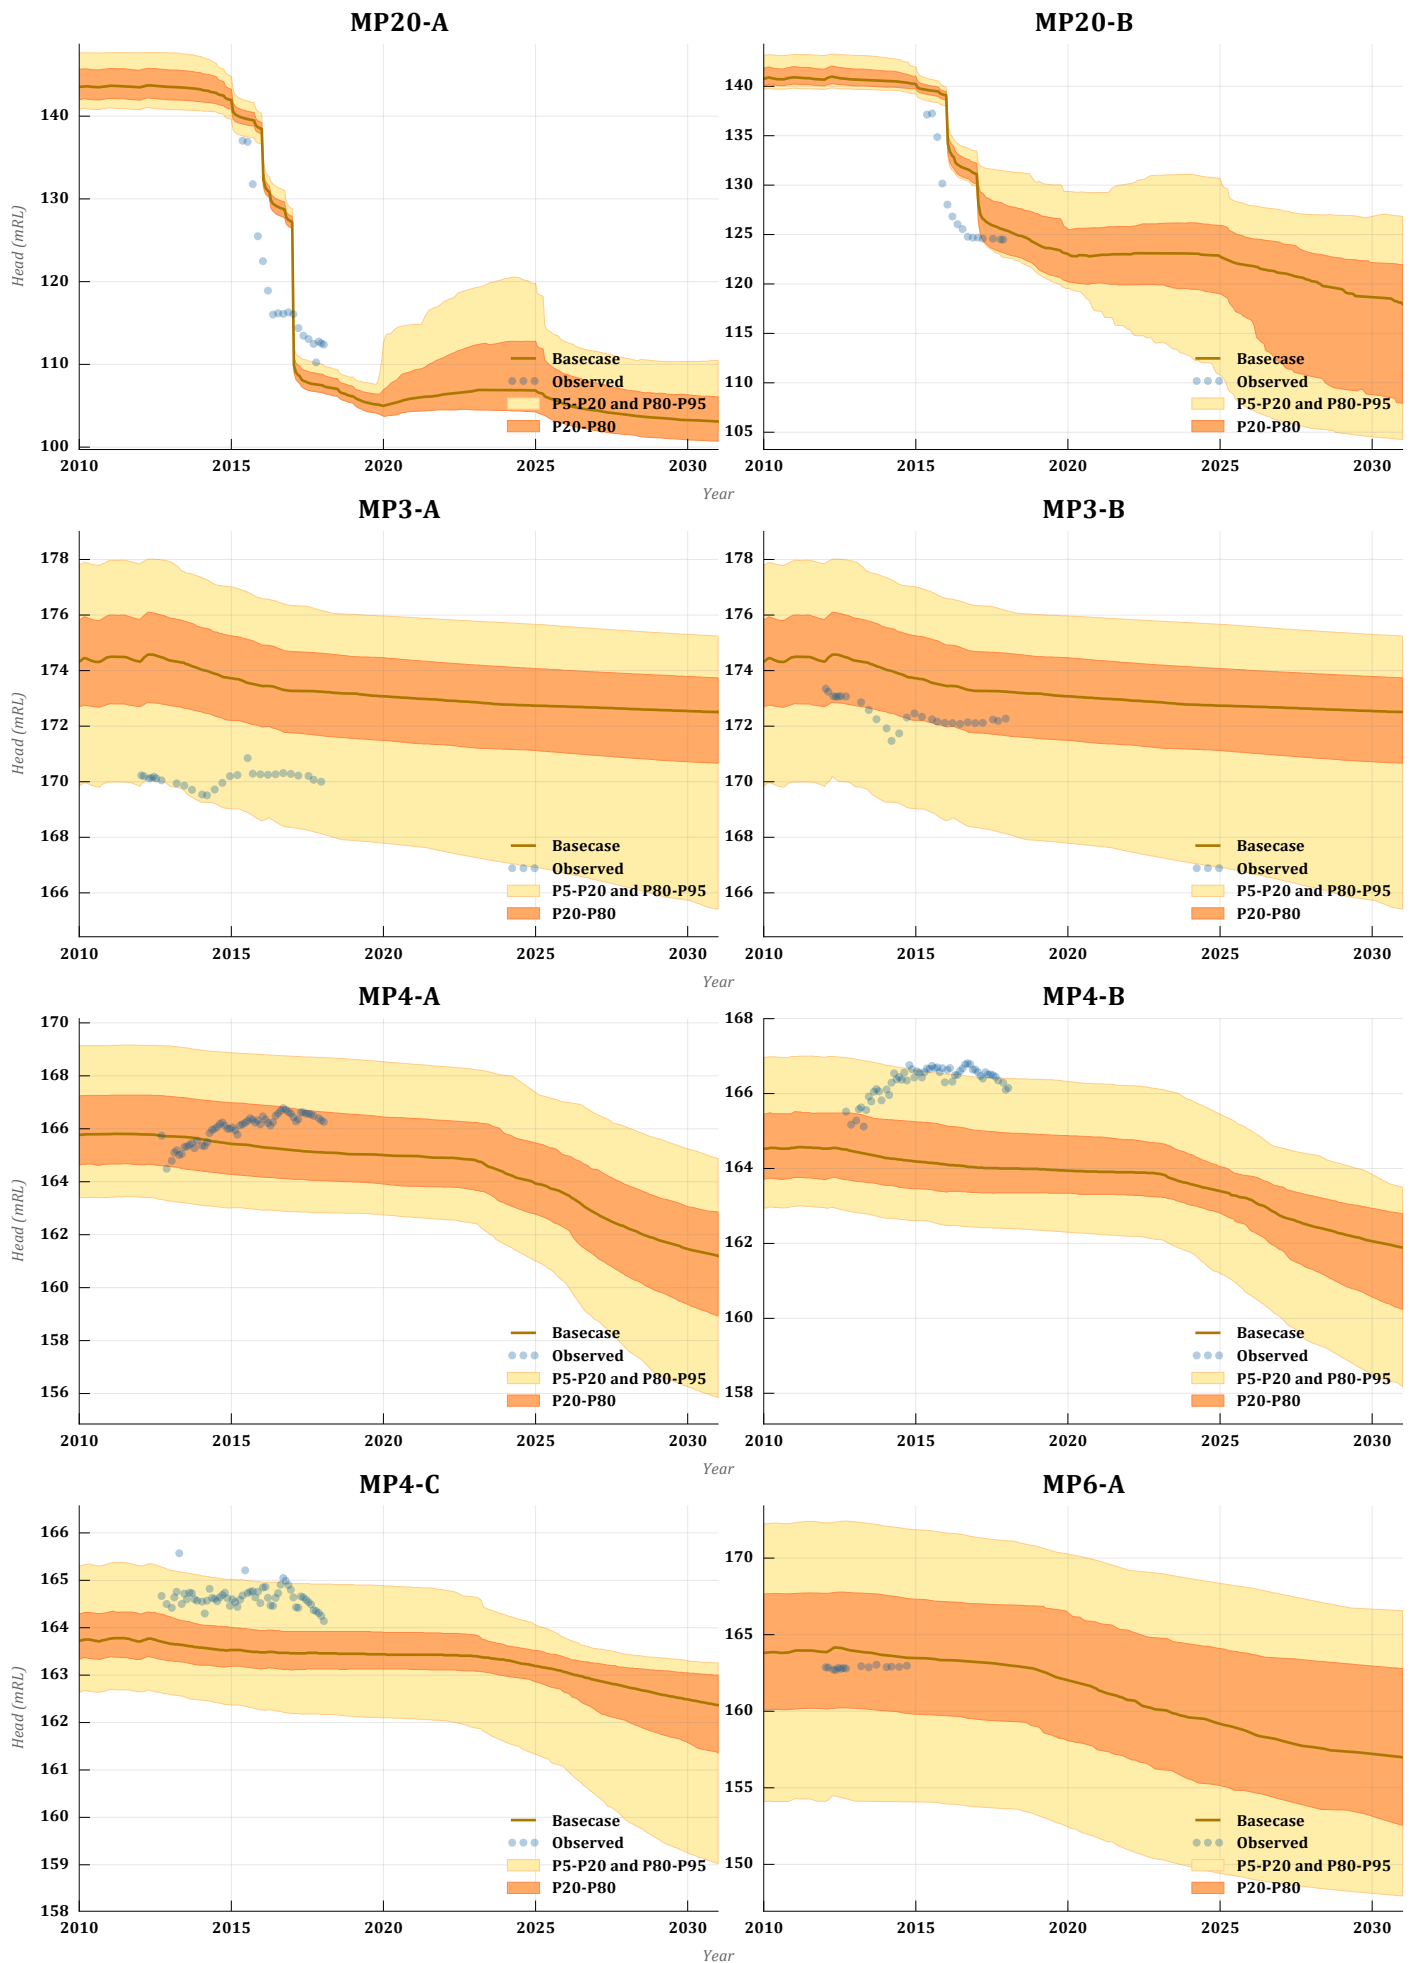 MP20-A
MP20-B
Head (mRL)
140
130
120
110
100
140
135
130
125
120
115
110
105
Basecase
Observed
P5-P20 and P80-P95
P20-P80
Basecase
Observed
P5-P20 and P80-P95
P20-P80
2010 2015 2020 2025 2030
2010 2015 2020 2025 2030
Year
MP3-A
MP3-B
Head (mRL)
178
176
174
172
170
168
166
178
176
174
172
170
168
166
Basecase
Observed
P5-P20 and P80-P95
P20-P80
Basecase
Observed
P5-P20 and P80-P95
P20-P80
2010 2015 2020 2025 2030
2010 2015 2020 2025 2030
Year
MP4-A
MP4-B
Head (mRL)
170
168
166
164
162
160
158
156
168
166
164
162
160
158
Basecase
Observed
P5-P20 and P80-P95
P20-P80
Basecase
Observed
P5-P20 and P80-P95
P20-P80
2010 2015 2020 2025 2030
2010 2015 2020 2025 2030
Year
MP4-C
MP6-A
Head (mRL)
166
165
164
163
162
161
160
159
158
170
165
160
155
150
Basecase
Observed
P5-P20 and P80-P95
P20-P80
Basecase
Observed
P5-P20 and P80-P95
P20-P80
2010 2015 2020 2025 2030
2010 2015 2020 2025 2030
Year